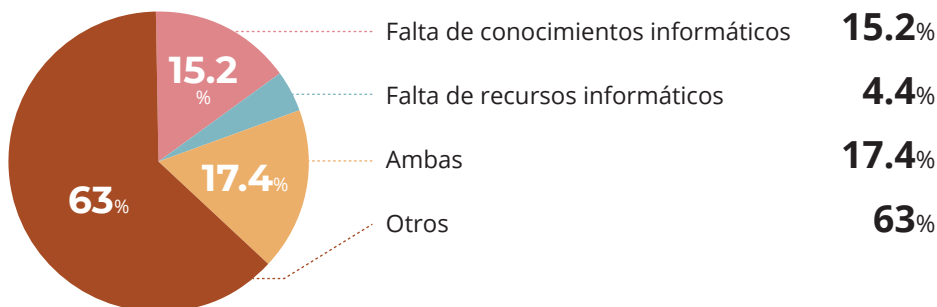 15.2
%
17.4%
63%
Falta de conocimientos informáticos 15.2%
Falta de recursos informáticos 4.4%
Ambas 17.4%
Otros 63%